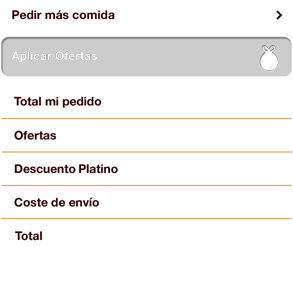 Pedir más comida
Aplicar Ofertas
Total mi pedido
Ofertas
Descuento Platino
Coste de envío
Total